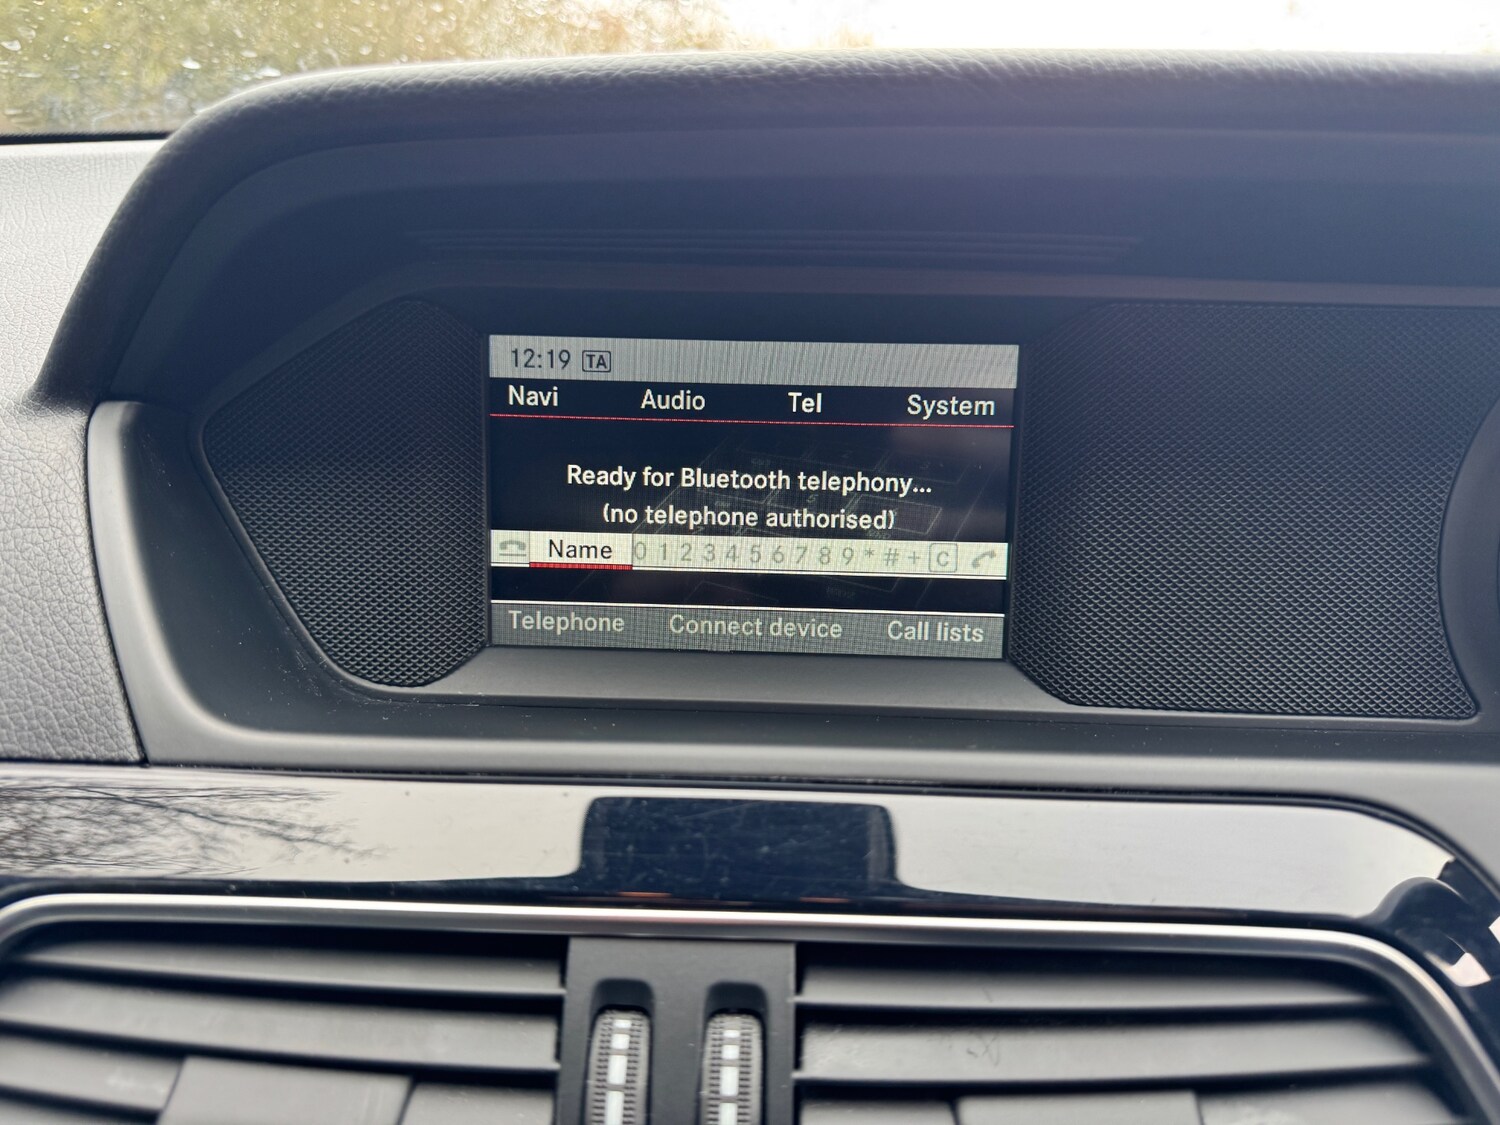 12:19 TA
Navi Audio Tel System
Ready for Bluetooth telephony...
(no telephone authorised)
Name 0 1 2 3 4 5 6 7 8 9 * # + C
Telephone Connect device Call lists